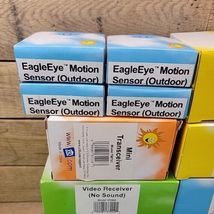 EagleEye™ Motion
Sensor (Outdoor)
EagleEye™ Motion
Sensor (Outdoor)
EagleEye™ Motion
Sensor (Outdoor)
EagleEye™ Motion
Sensor (Outdoor)
Mini
Transceiver
www.
Video Receiver
(No Sound)